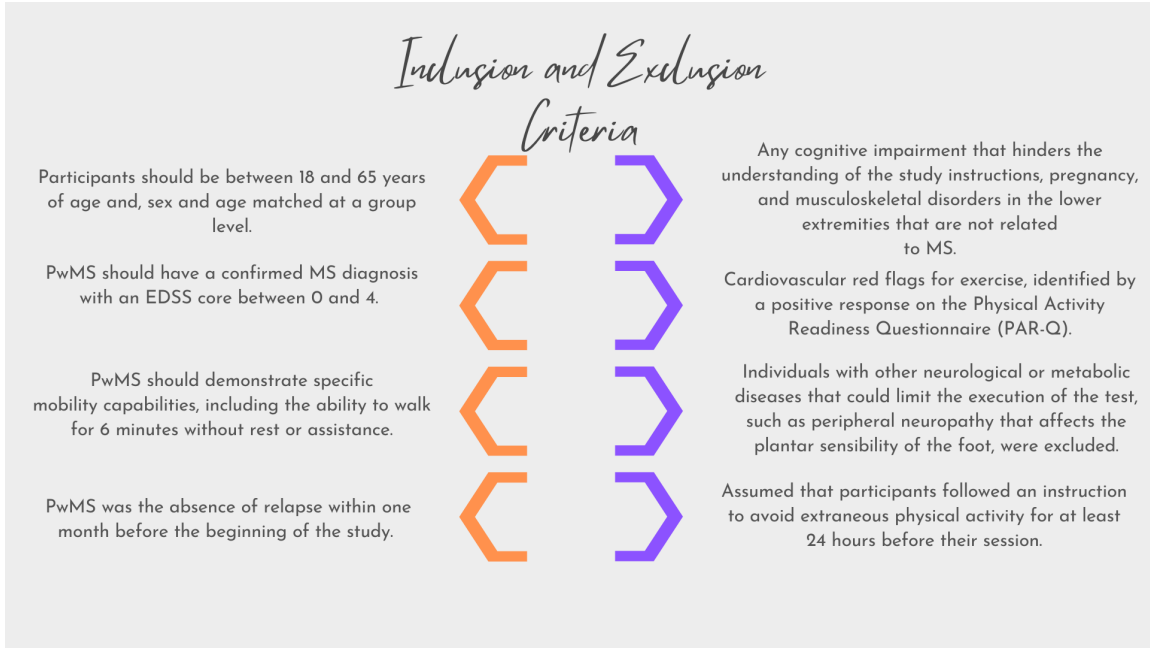 Inclusion and Exclusion
Criteria
Participants should be between 18 and 65 years
of age and, sex and age matched at a group
level.
PwMS should have a confirmed MS diagnosis
with an EDSS core between 0 and 4.
PwMS should demonstrate specific
mobility capabilities, including the ability to walk
for 6 minutes without rest or assistance.
PwMS was the absence of relapse within one
month before the beginning of the study.
Any cognitive impairment that hinders the
understanding of the study instructions, pregnancy,
and musculoskeletal disorders in the lower
extremities that are not related
to MS.
Cardiovascular red flags for exercise, identified by
a positive response on the Physical Activity
Readiness Questionnaire (PAR-Q).
Individuals with other neurological or metabolic
diseases that could limit the execution of the test,
such as peripheral neuropathy that affects the
plantar sensibility of the foot, were excluded.
Assumed that participants followed an instruction
to avoid extraneous physical activity for at least
24 hours before their session.